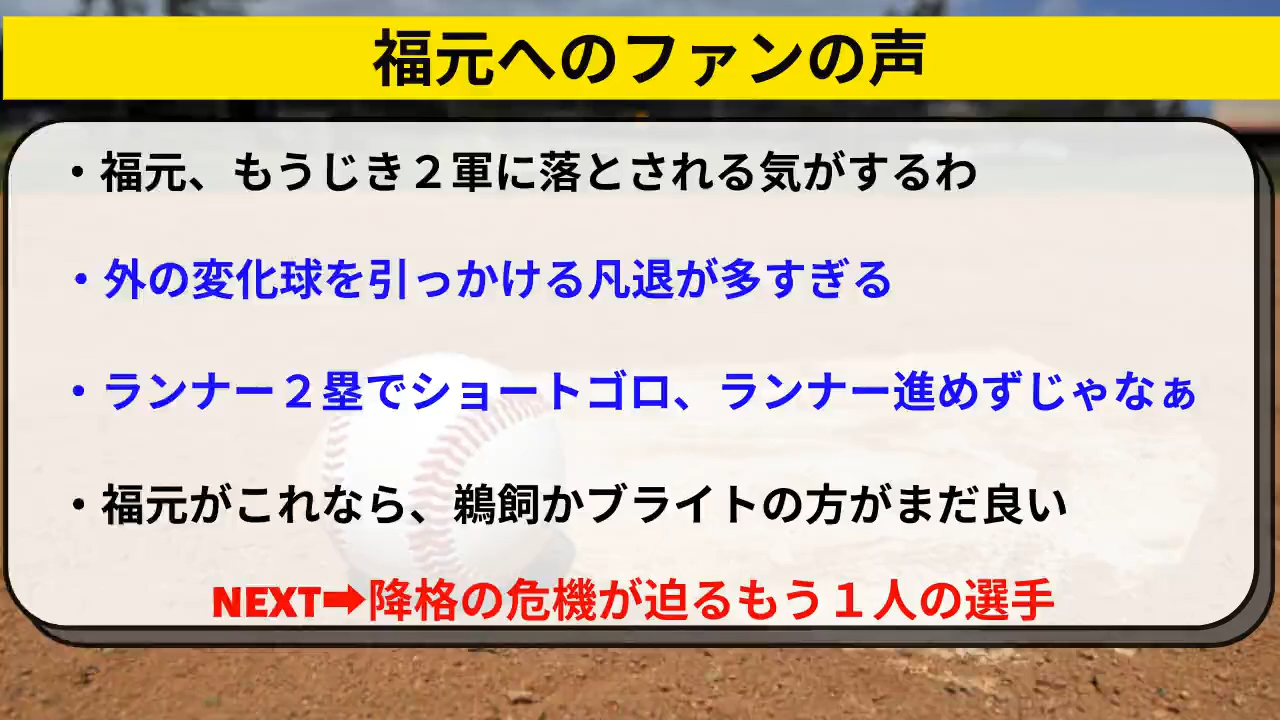 福元へのファンの声
・福元、もうじき２軍に落とされる気がするわ
・外の変化球を引っかける凡退が多すぎる
・ランナー２塁でショートゴロ、ランナー進めずじゃなぁ
・福元がこれなら、鵜飼かブライトの方がまだ良い
NEXT➡降格の危機が迫るもう１人の選手